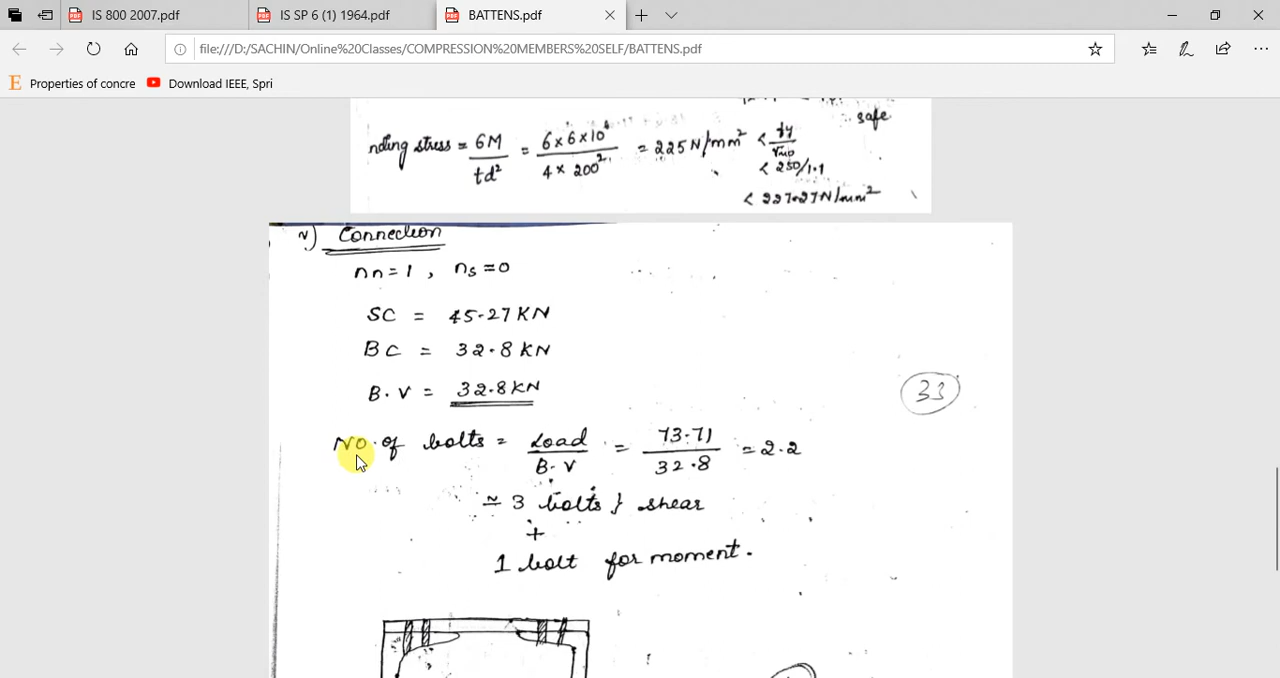 IS 800 2007.pdf
IS SP 6 (1) 1964.pdf
BATTENS.pdf
file:///D:/SACHIN/Online%20Classes/COMPRESSION%20MEMBERS%20SELF/BATTENS.pdf
Properties of concre
Download IEEE, Spri
∴ safe
nding stress = 6M/td² = 6×6×10⁶/4×200² = 225 N/mm² < fy/γmo
< 250/1.1
< 227.27 N/mm²
v) Connection
nn = 1, ns = 0
SC = 45.27 KN
BC = 32.8 KN
B.V = 32.8 KN
33
No. of bolts = Load/B.V = 73.71/32.8 = 2.2
≃ 3 bolts } shear
+
1 bolt for moment.